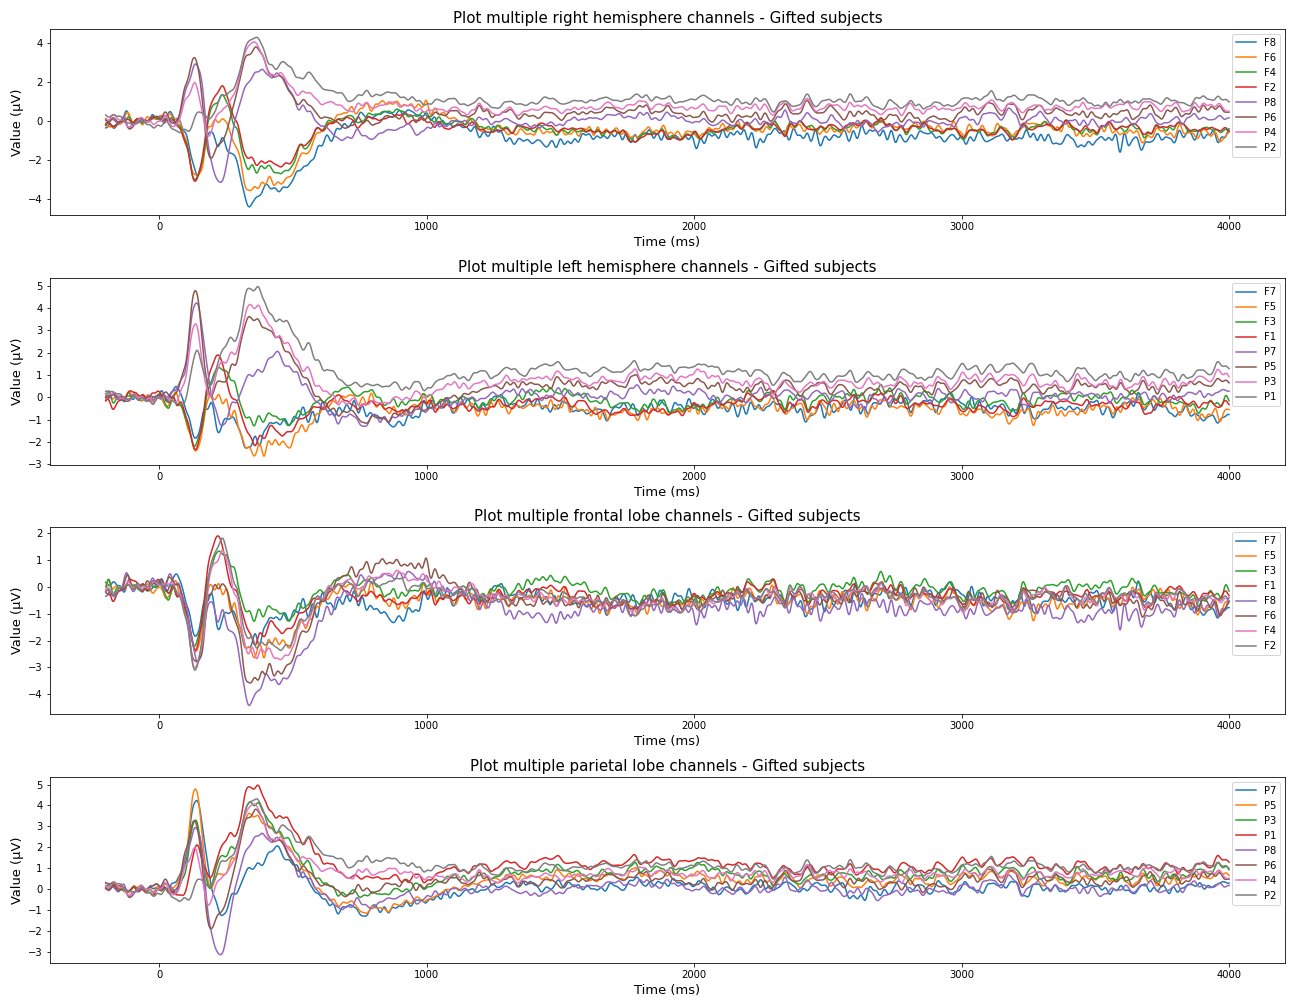 Plot multiple right hemisphere channels - Gifted subjects
Value (μV)
4
2
0
−2
−4
0 1000 2000 3000 4000
Time (ms)
F8
F6
F4
F2
P8
P6
P4
P2
Plot multiple left hemisphere channels - Gifted subjects
Value (μV)
5
4
3
2
1
0
−1
−2
−3
0 1000 2000 3000 4000
Time (ms)
F7
F5
F3
F1
P7
P5
P3
P1
Plot multiple frontal lobe channels - Gifted subjects
Value (μV)
2
1
0
−1
−2
−3
−4
0 1000 2000 3000 4000
Time (ms)
F7
F5
F3
F1
F8
F6
F4
F2
Plot multiple parietal lobe channels - Gifted subjects
Value (μV)
5
4
3
2
1
0
−1
−2
−3
0 1000 2000 3000 4000
Time (ms)
P7
P5
P3
P1
P8
P6
P4
P2